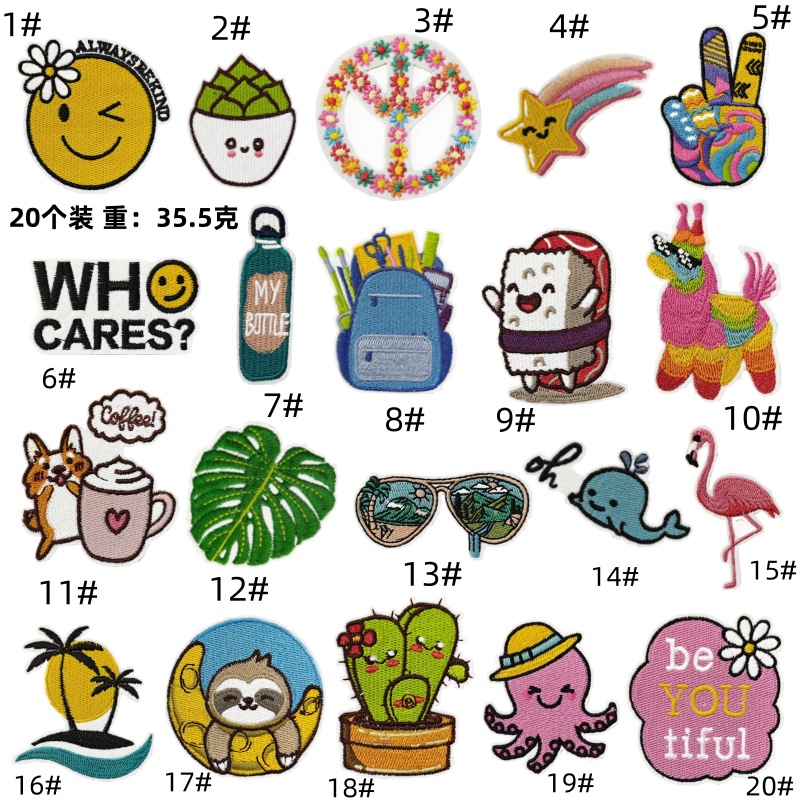 1#
2#
3#
4#
5#
ALWAYS BE KIND
20个装 重：35.5克
WHO
CARES?
MY
BOTTLE
6#
7#
8#
9#
10#
Coffee!
oh
11#
12#
13#
14#
15#
be
YOU
tiful
16#
17#
18#
19#
20#